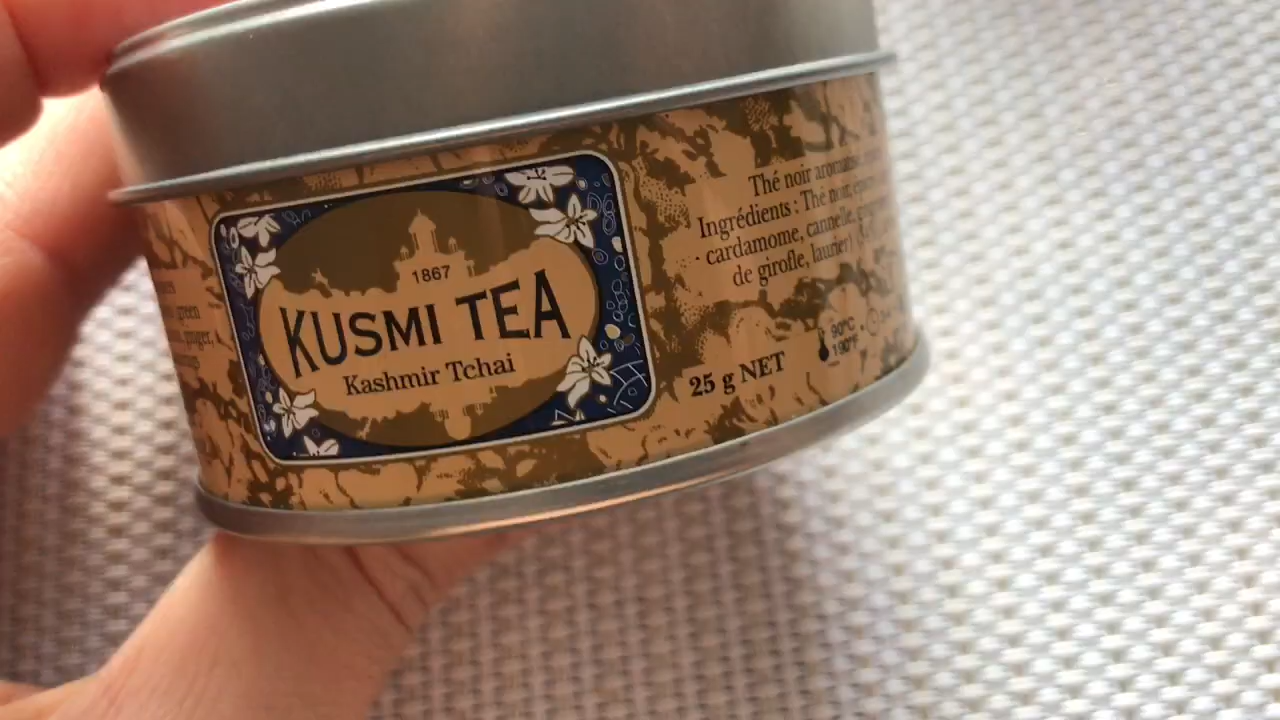 1867
KUSMI TEA
Kashmir Tchai
Thé noir
Ingrédients : Thé noir,
cardamome, cannelle,
de girofle, laurier)
25 g NET
90°C
190°F
green
ginger,